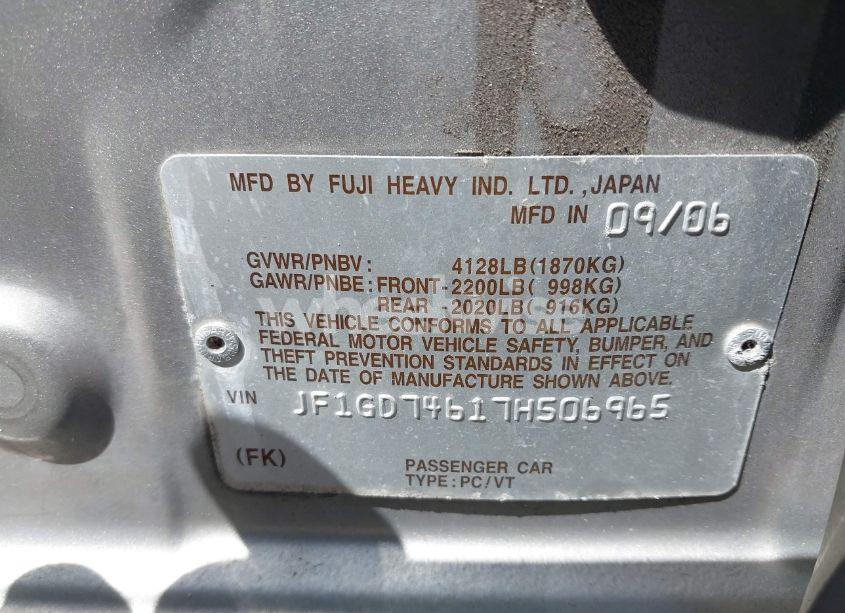 MFD BY FUJI HEAVY IND. LTD., JAPAN
MFD IN 09/06
GVWR/PNBV: 4128LB(1870KG)
GAWR/PNBE: FRONT-2200LB( 998KG)
REAR -2020LB( 916KG)
THIS VEHICLE CONFORMS TO ALL APPLICABLE
FEDERAL MOTOR VEHICLE SAFETY, BUMPER, AND
THEFT PREVENTION STANDARDS IN EFFECT ON
THE DATE OF MANUFACTURE SHOWN ABOVE.
VIN JF1GD74617H506965
(FK) PASSENGER CAR
TYPE:PC/VT